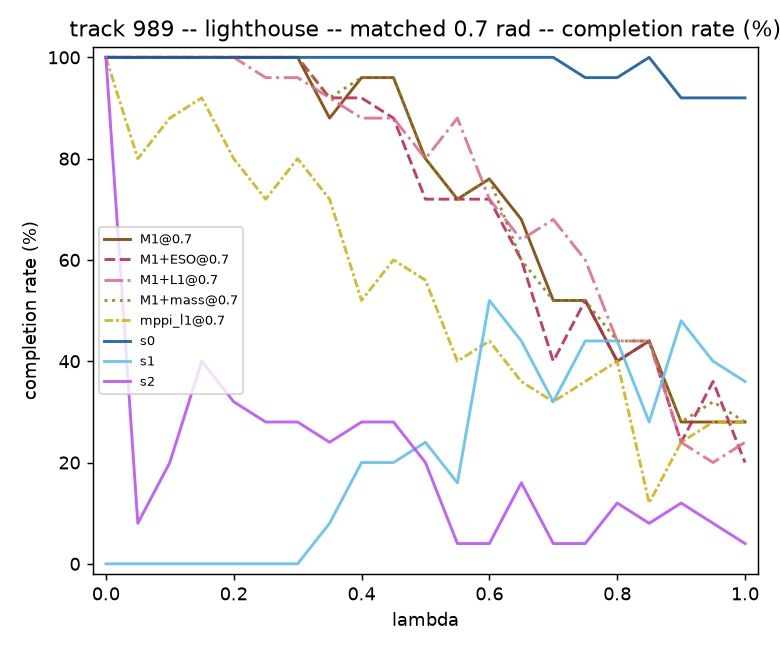 track 989 -- lighthouse -- matched 0.7 rad -- completion rate (%)
completion rate (%)
100
80
60
40
20
0
M1@0.7
M1+ESO@0.7
M1+L1@0.7
M1+mass@0.7
mppi_l1@0.7
s0
s1
s2
0.0 0.2 0.4 0.6 0.8 1.0
lambda